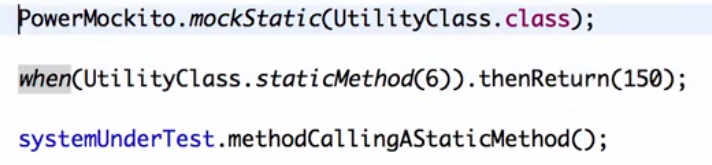 PowerMockito.mockStatic(UtilityClass.class);
when(UtilityClass.staticMethod(6)).thenReturn(150);
systemUnderTest.methodCallingAStaticMethod();